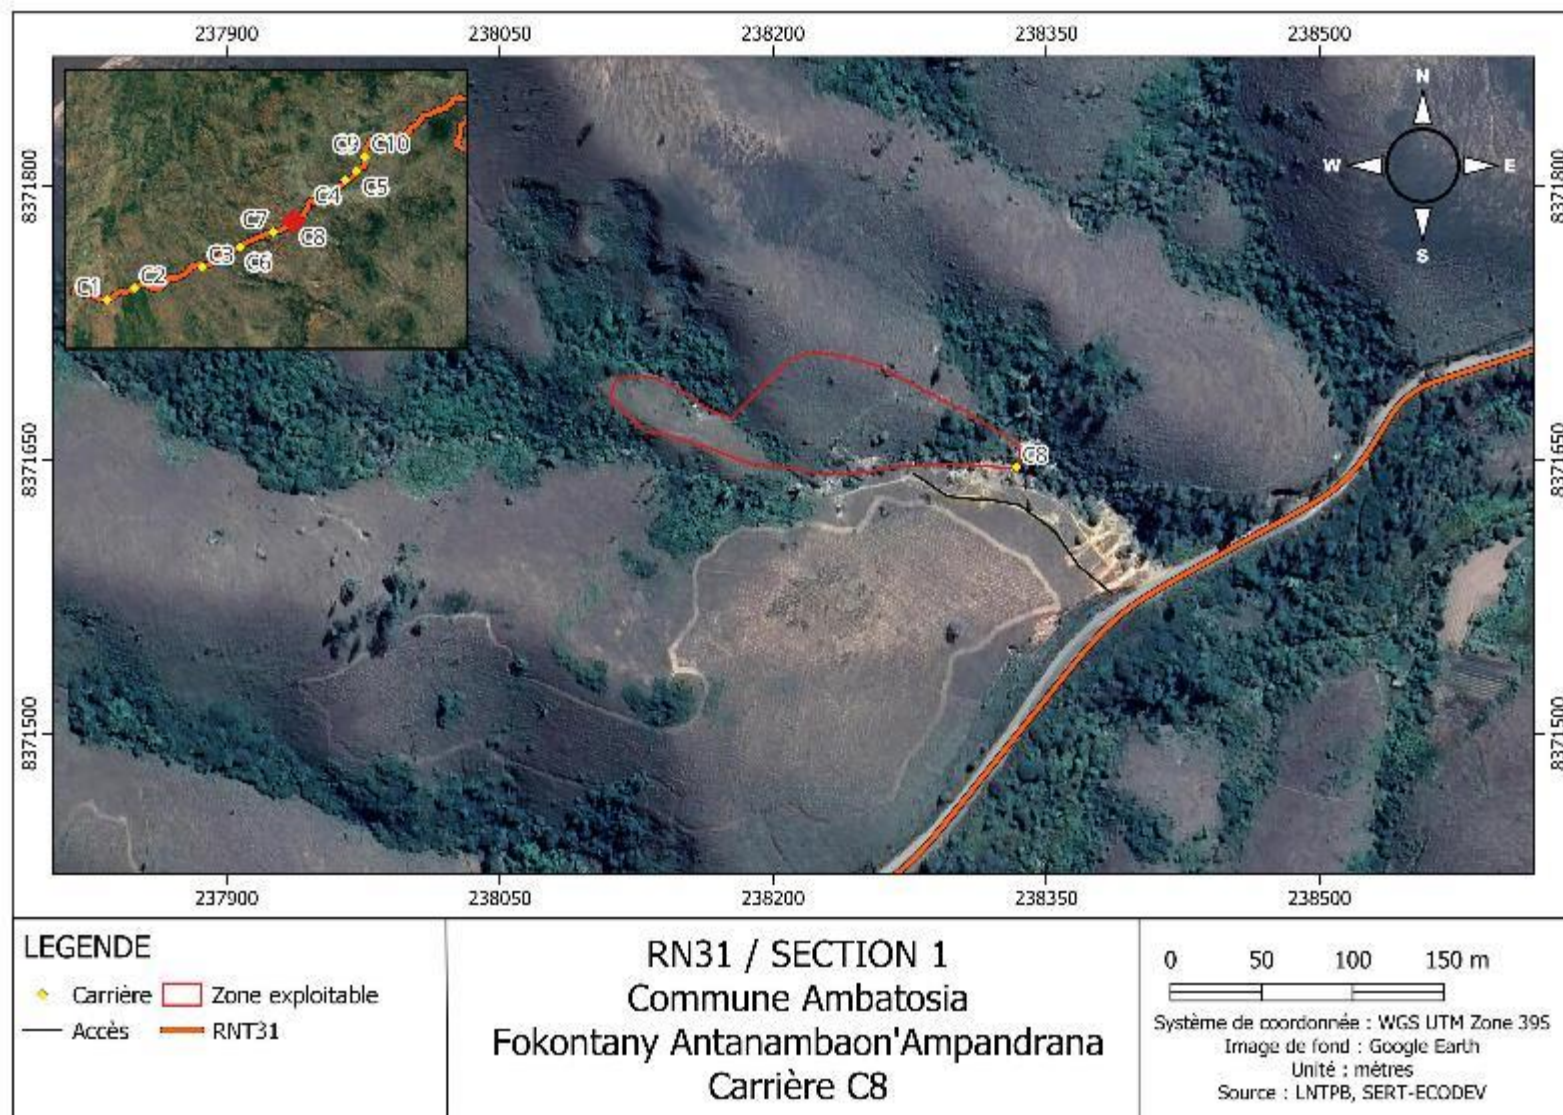 237900 238050 238200 238350 238500
N
W E
S
C9 C10
C5
C4
C7
C8
C3
C6
C2
C1
8371800 8371800
C8
8371650 8371650
8371500 8371500
237900 238050 238200 238350 238500
LEGENDE
Carrière Zone exploitable
Accès RNT31
RN31 / SECTION 1
Commune Ambatosia
Fokontany Antanambaon'Ampandrana
Carrière C8
0 50 100 150 m
Système de coordonnée : WGS UTM Zone 39S
Image de fond : Google Earth
Unité : mètres
Source : LNTPB, SERT-ECODEV